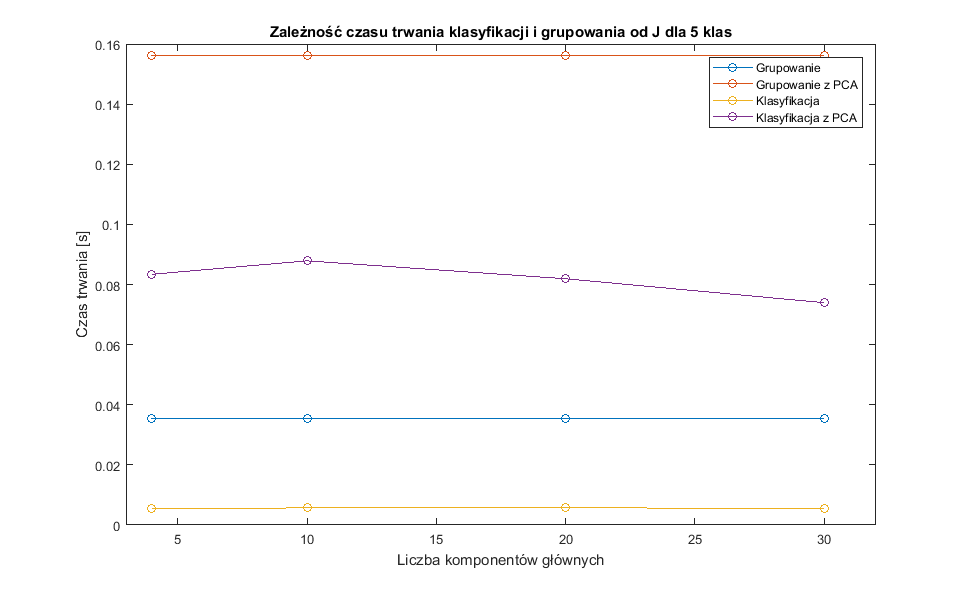 Zależność czasu trwania klasyfikacji i grupowania od J dla 5 klas
0.16
0.14
0.12
0.1
0.08
0.06
0.04
0.02
0
Czas trwania [s]
Grupowanie
Grupowanie z PCA
Klasyfikacja
Klasyfikacja z PCA
5 10 15 20 25 30
Liczba komponentów głównych